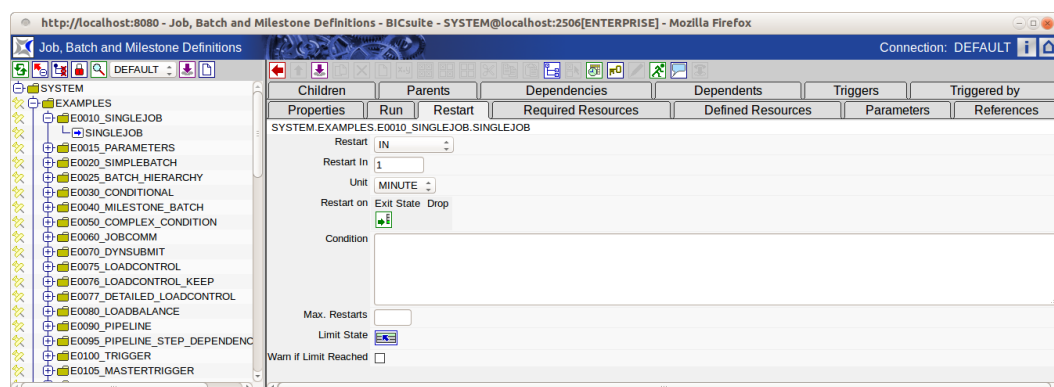 http://localhost:8080 - Job, Batch and Milestone Definitions - BICsuite - SYSTEM@localhost:2506[ENTERPRISE] - Mozilla Firefox
Job, Batch and Milestone Definitions
Connection: DEFAULT
DEFAULT
SYSTEM
EXAMPLES
E0010_SINGLEJOB
SINGLEJOB
E0015_PARAMETERS
E0020_SIMPLEBATCH
E0025_BATCH_HIERARCHY
E0030_CONDITIONAL
E0040_MILESTONE_BATCH
E0050_COMPLEX_CONDITION
E0060_JOBCOMM
E0070_DYNSUBMIT
E0075_LOADCONTROL
E0076_LOADCONTROL_KEEP
E0077_DETAILED_LOADCONTROL
E0080_LOADBALANCE
E0090_PIPELINE
E0095_PIPELINE_STEP_DEPENDENC
E0100_TRIGGER
E0105_MASTERTRIGGER
Children Parents Dependencies Dependents Triggers Triggered by
Properties Run Restart Required Resources Defined Resources Parameters References
SYSTEM.EXAMPLES.E0010_SINGLEJOB.SINGLEJOB
Restart IN
Restart In 1
Unit MINUTE
Restart on Exit State Drop
Condition
Max. Restarts
Limit State
Warn if Limit Reached